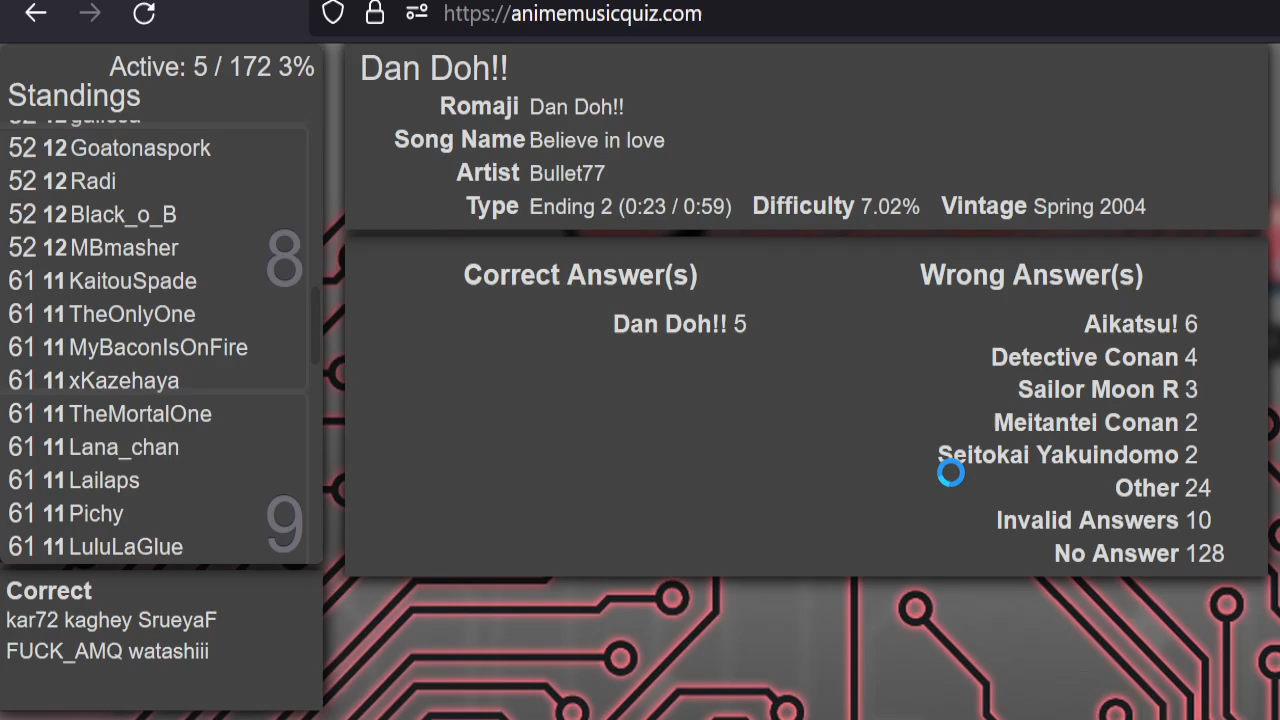 https://animemusicquiz.com
Active: 5 / 172 3%
Standings
52 12 Goatonaspork
52 12 Radi
52 12 Black_o_B
52 12 MBmasher
8
61 11 KaitouSpade
61 11 TheOnlyOne
61 11 MyBaconIsOnFire
61 11 xKazehaya
61 11 TheMortalOne
61 11 Lana_chan
61 11 Lailaps
61 11 Pichy
9
61 11 LuluLaGlue
Correct
kar72 kaghey SrueyaF
FUCK_AMQ watashiii
Dan Doh!!
Romaji Dan Doh!!
Song Name Believe in love
Artist Bullet77
Type Ending 2 (0:23 / 0:59) Difficulty 7.02% Vintage Spring 2004
Correct Answer(s)
Dan Doh!! 5
Wrong Answer(s)
Aikatsu! 6
Detective Conan 4
Sailor Moon R 3
Meitantei Conan 2
Seitokai Yakuindomo 2
Other 24
Invalid Answers 10
No Answer 128